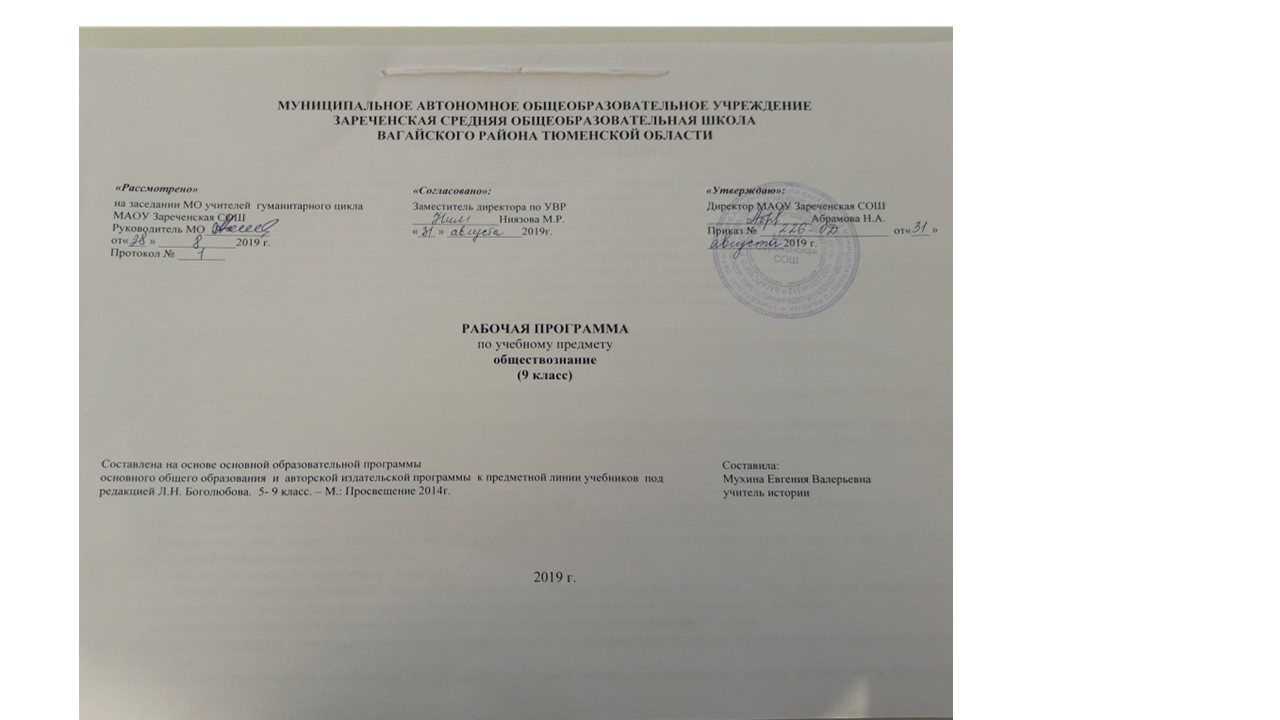 МУНИЦИПАЛЬНОЕ АВТОНОМНОЕ ОБЩЕОБРАЗОВАТЕЛЬНОЕ УЧРЕЖДЕНИЕ
ЗАРЕЧЕНСКАЯ СРЕДНЯЯ ОБЩЕОБРАЗОВАТЕЛЬНАЯ ШКОЛА
ВАГАЙСКОГО РАЙОНА ТЮМЕНСКОЙ ОБЛАСТИ
«Рассмотрено»
на заседании МО учителей гуманитарного цикла
МАОУ Зареченская СОШ
Руководитель МО
от« 28 » 8 2019 г.
Протокол № 1
«Согласовано»:
Заместитель директора по УВР
Ниязова М.Р.
« 31 » августа 2019г.
«Утверждаю»:
Директор МАОУ Зареченская СОШ
Абрамова Н.А.
Приказ № 226-ОД от« 31 »
августа 2019 г.
СОШ
РАБОЧАЯ ПРОГРАММА
по учебному предмету
обществознание
(9 класс)
Составлена на основе основной образовательной программы
основного общего образования и авторской издательской программы к предметной линии учебников под
редакцией Л.Н. Боголюбова. 5- 9 класс. – М.: Просвещение 2014г.
Составила:
Мухина Евгения Валерьевна
учитель истории
2019 г.